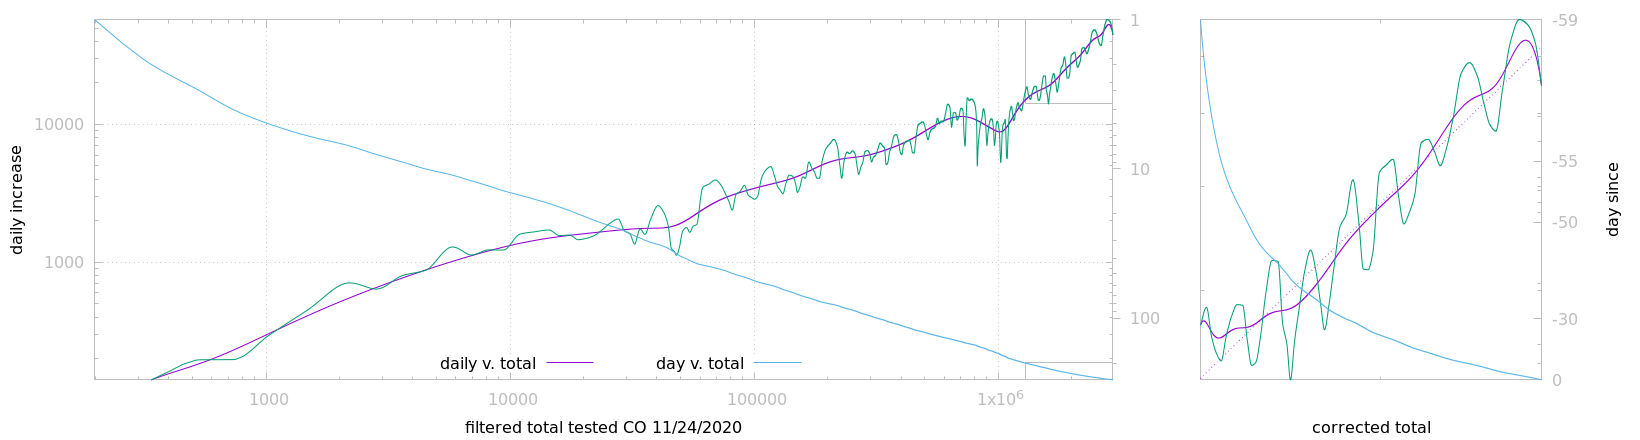 1
-59
10000
10
-55
daily increase
day since
-50
1000
100
-30
daily v. total
day v. total
0
1000
10000
100000
1x10⁶
filtered total tested CO 11/24/2020
corrected total